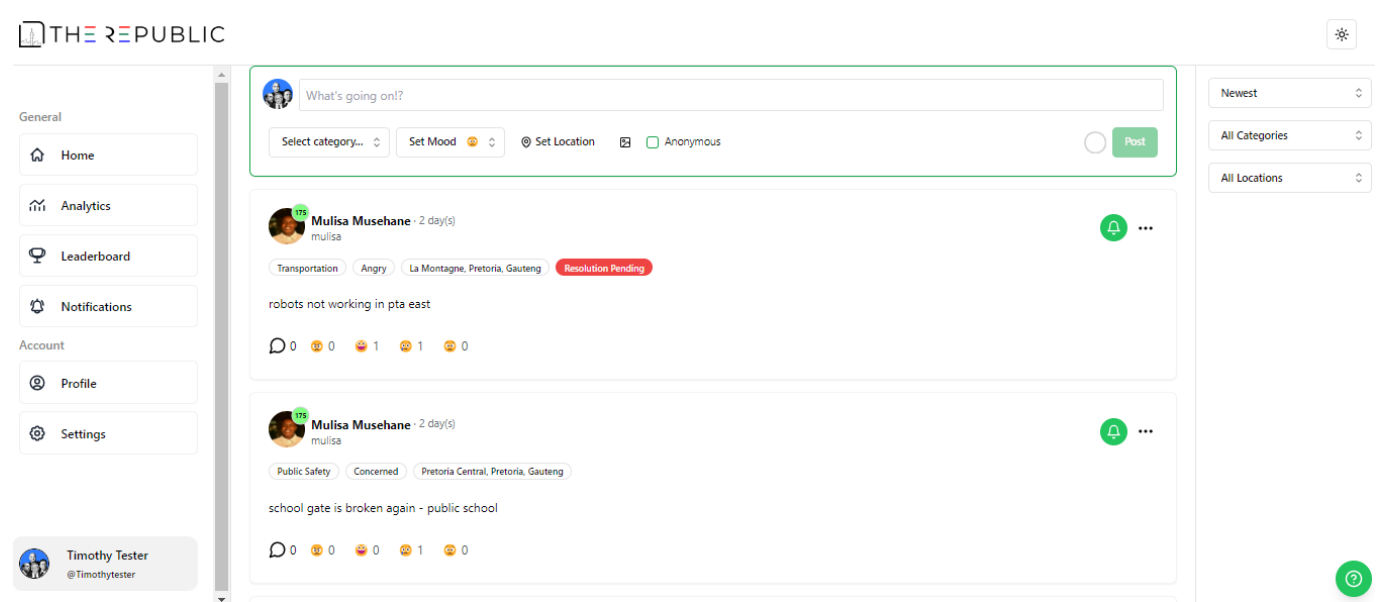 THE REPUBLIC
General
Home
Analytics
Leaderboard
Notifications
Account
Profile
Settings
Timothy Tester
@Timothytester
What's going on!?
Select category... Set Mood Set Location Anonymous Post
175
Mulisa Musehane · 2 day(s)
mulisa
Transportation Angry La Montagne, Pretoria, Gauteng Resolution Pending
robots not working in pta east
0 0 1 1 0
175
Mulisa Musehane · 2 day(s)
mulisa
Public Safety Concerned Pretoria Central, Pretoria, Gauteng
school gate is broken again - public school
0 0 0 1 0
Newest
All Categories
All Locations